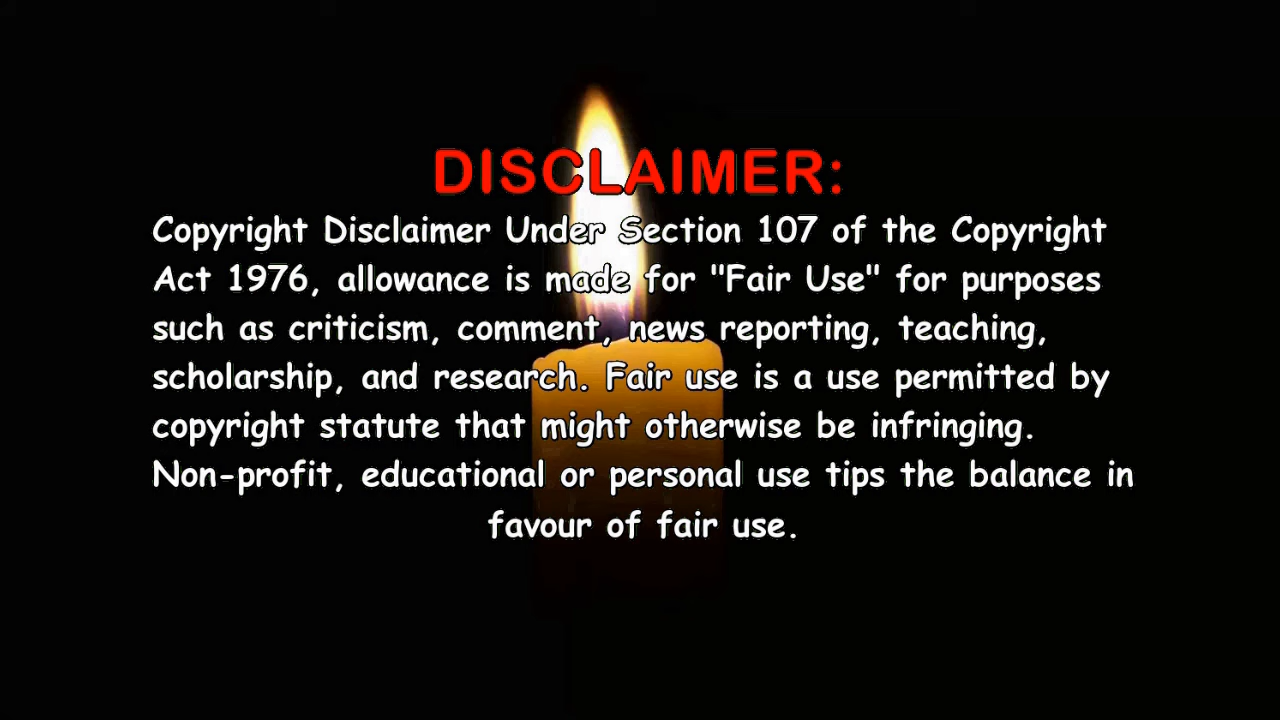 DISCLAIMER:
Copyright Disclaimer Under Section 107 of the Copyright
Act 1976, allowance is made for "Fair Use" for purposes
such as criticism, comment, news reporting, teaching,
scholarship, and research. Fair use is a use permitted by
copyright statute that might otherwise be infringing.
Non-profit, educational or personal use tips the balance in
favour of fair use.